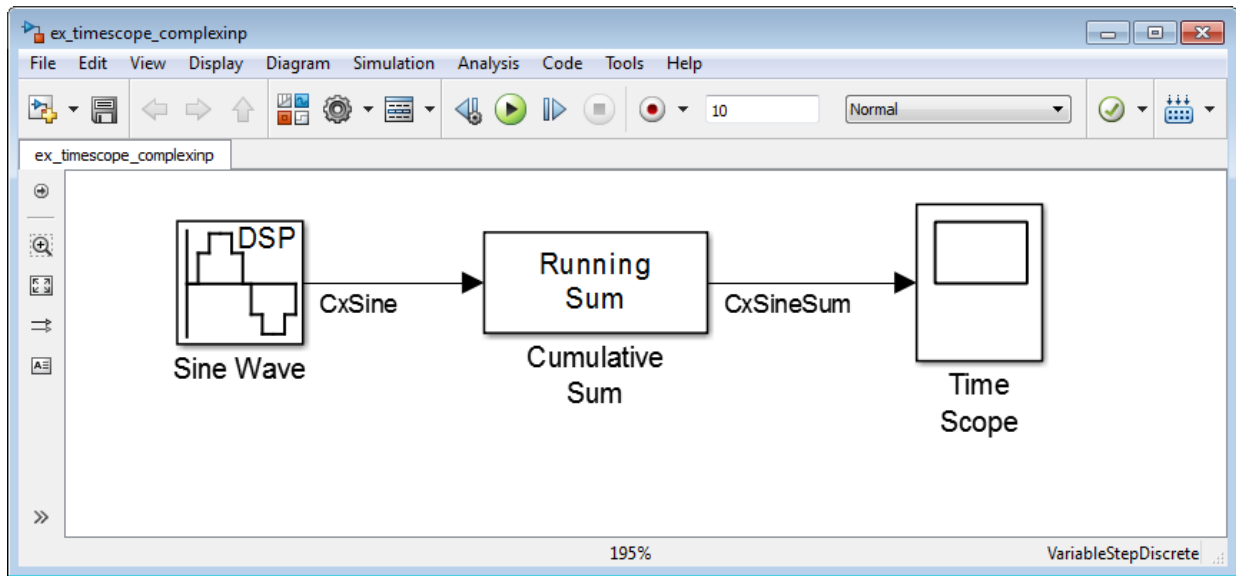 ex_timescope_complexinp
File Edit View Display Diagram Simulation Analysis Code Tools Help
10 Normal
ex_timescope_complexinp
DSP
Running
Sum
CxSine
CxSineSum
Sine Wave
Cumulative
Sum
Time
Scope
A
195% VariableStepDiscrete